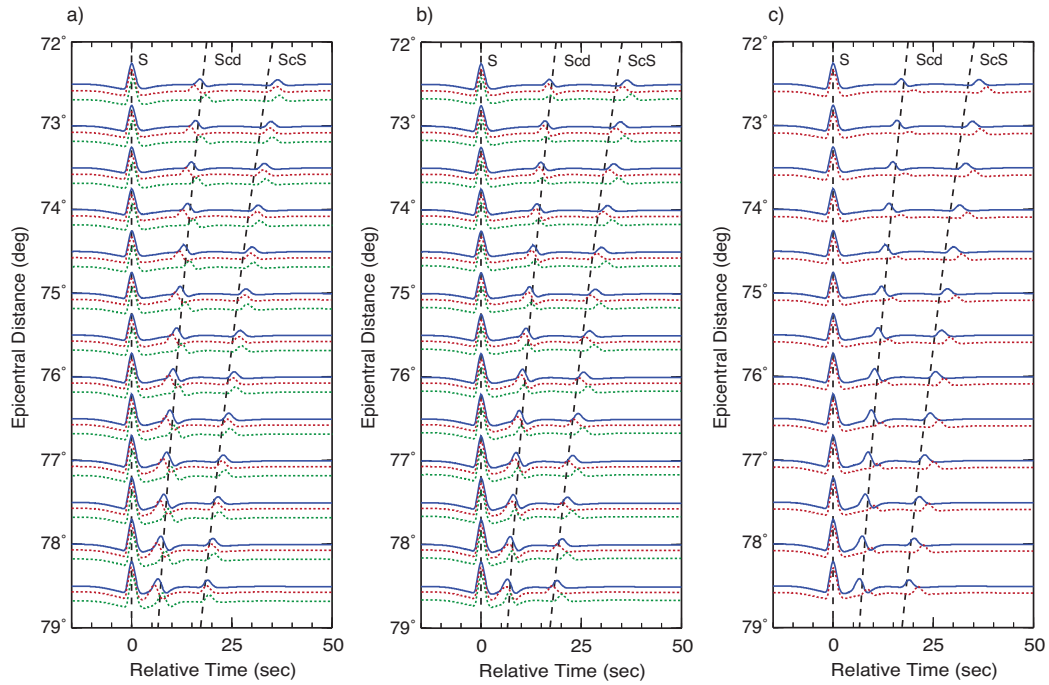 a)
72°
S
Scd
ScS
73°
74°
75°
76°
77°
78°
79°
Epicentral Distance (deg)
0
25
50
Relative Time (sec)
b)
72°
S
Scd
ScS
73°
74°
75°
76°
77°
78°
79°
Epicentral Distance (deg)
0
25
50
Relative Time (sec)
c)
72°
S
Scd
ScS
73°
74°
75°
76°
77°
78°
79°
Epicentral Distance (deg)
0
25
50
Relative Time (sec)